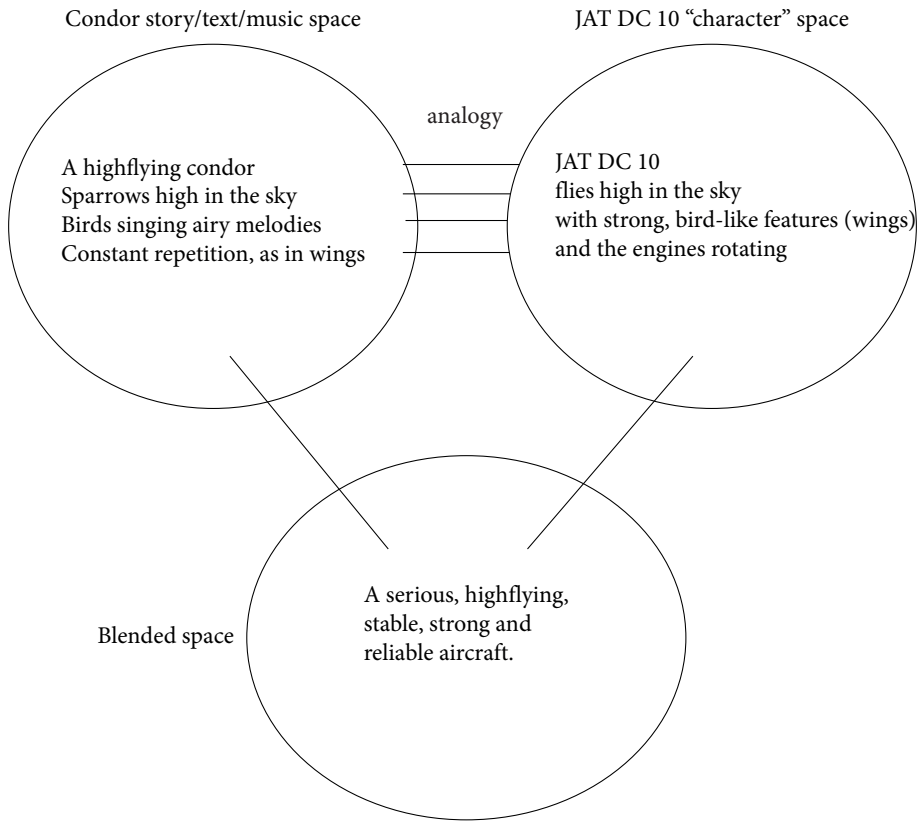 Condor story/text/music space
JAT DC 10 “character” space
analogy
A highflying condor
Sparrows high in the sky
Birds singing airy melodies
Constant repetition, as in wings
JAT DC 10
flies high in the sky
with strong, bird-like features (wings)
and the engines rotating
Blended space
A serious, highflying,
stable, strong and
reliable aircraft.